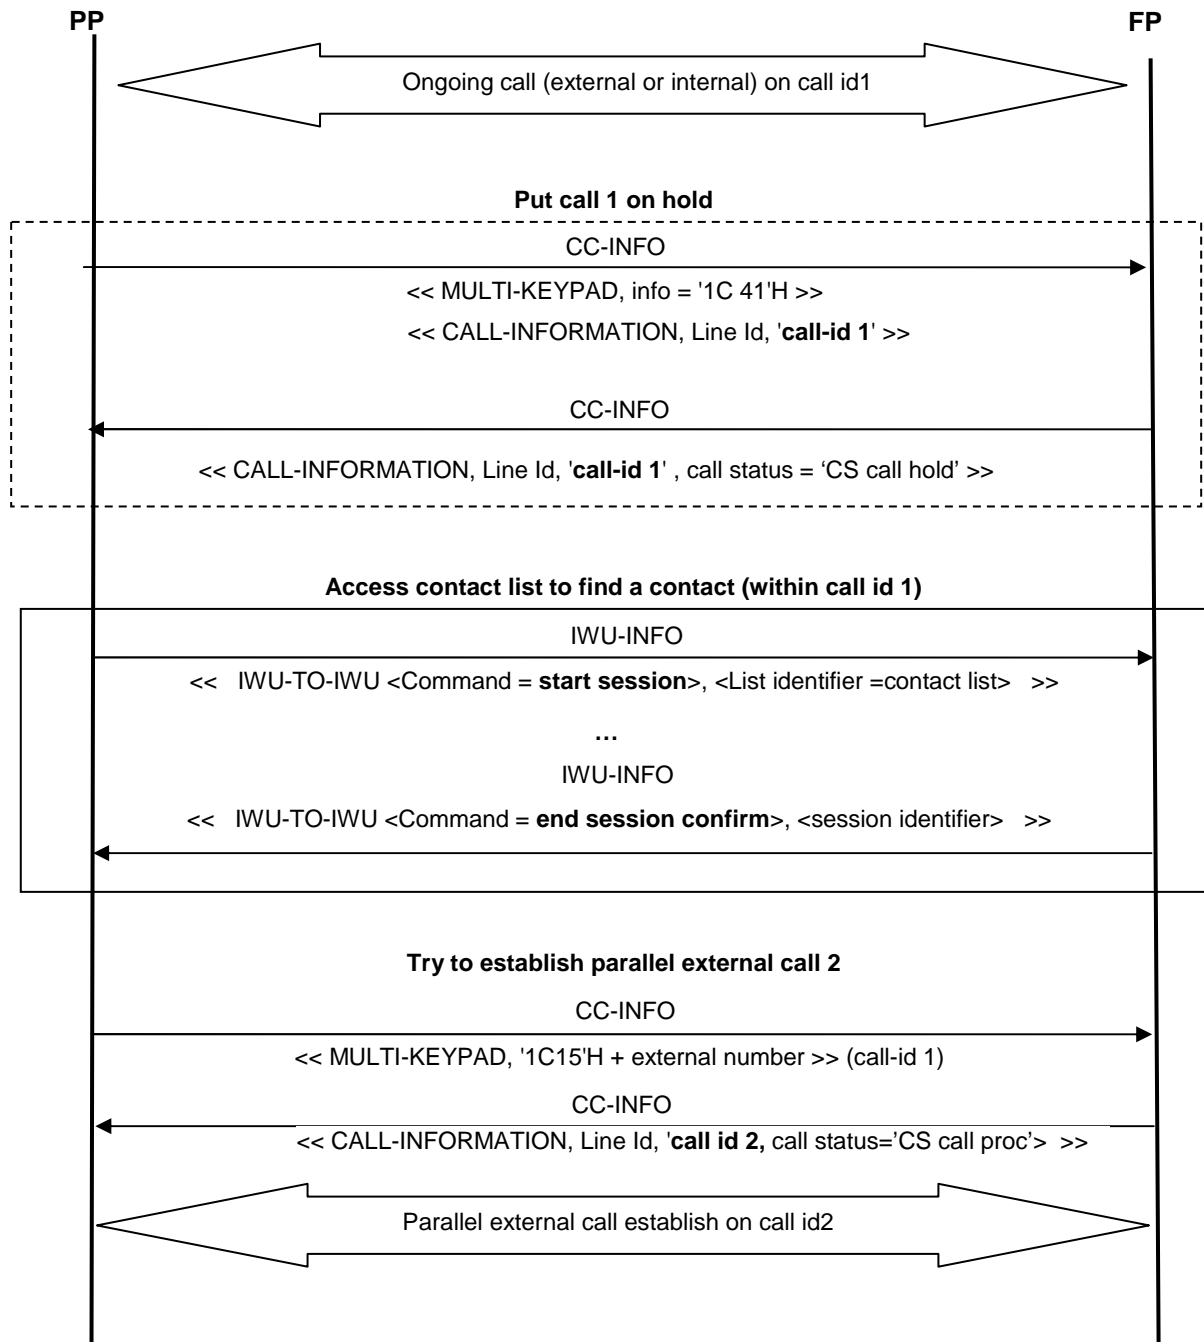 PP
FP
Ongoing call (external or internal) on call id1
Put call 1 on hold
CC-INFO
<< MULTI-KEYPAD, info = '1C 41'H >>
<< CALL-INFORMATION, Line Id, 'call-id 1' >>
CC-INFO
<< CALL-INFORMATION, Line Id, 'call-id 1' , call status = ‘CS call hold’ >>
Access contact list to find a contact (within call id 1)
IWU-INFO
<< IWU-TO-IWU <Command = start session>, <List identifier =contact list> >>
...
IWU-INFO
<< IWU-TO-IWU <Command = end session confirm>, <session identifier> >>
Try to establish parallel external call 2
CC-INFO
<< MULTI-KEYPAD, '1C15'H + external number >> (call-id 1)
CC-INFO
<< CALL-INFORMATION, Line Id, 'call id 2, call status=’CS call proc’> >>
Parallel external call establish on call id2